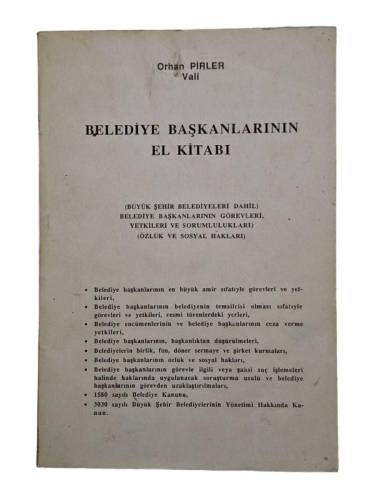 Orhan PİRLER
Vali
BELEDİYE BAŞKANLARININ
EL KİTABI
(BÜYÜK ŞEHİR BELEDİYELERİ DAHİL)
BELEDİYE BAŞKANLARININ GÖREVLERİ,
YETKİLERİ VE SORUMLULUKLARI)
(ÖZLÜK VE SOSYAL HAKLARI)
• Belediye başkanlarının en büyük amir sıfatıyle görevleri ve yet-
kileri,
• Belediye başkanlarının belediyenin temsilcisi olması sıfatıyle
görevleri ve yetkileri, resmi törenlerdeki yerleri,
• Belediye encümenlerinin ve belediye başkanlarının ceza verme
yetkileri,
• Belediye başkanlarının, başkanlıktan düşürülmeleri,
• Belediyelerin birlik, fon, döner sermaye ve şirket kurmaları,
• Belediye başkanlarının özlük ve sosyal hakları,
• Belediye başkanlarının görevle ilgili veya şahsi suç işlemeleri
halinde haklarında uygulanacak soruşturma usulü ve belediye
başkanlarının görevden uzaklaştırılmaları,
• 1580 sayılı Belediye Kanunu,
• 3030 sayılı Büyük Şehir Belediyelerinin Yönetimi Hakkında Ka-
nun.